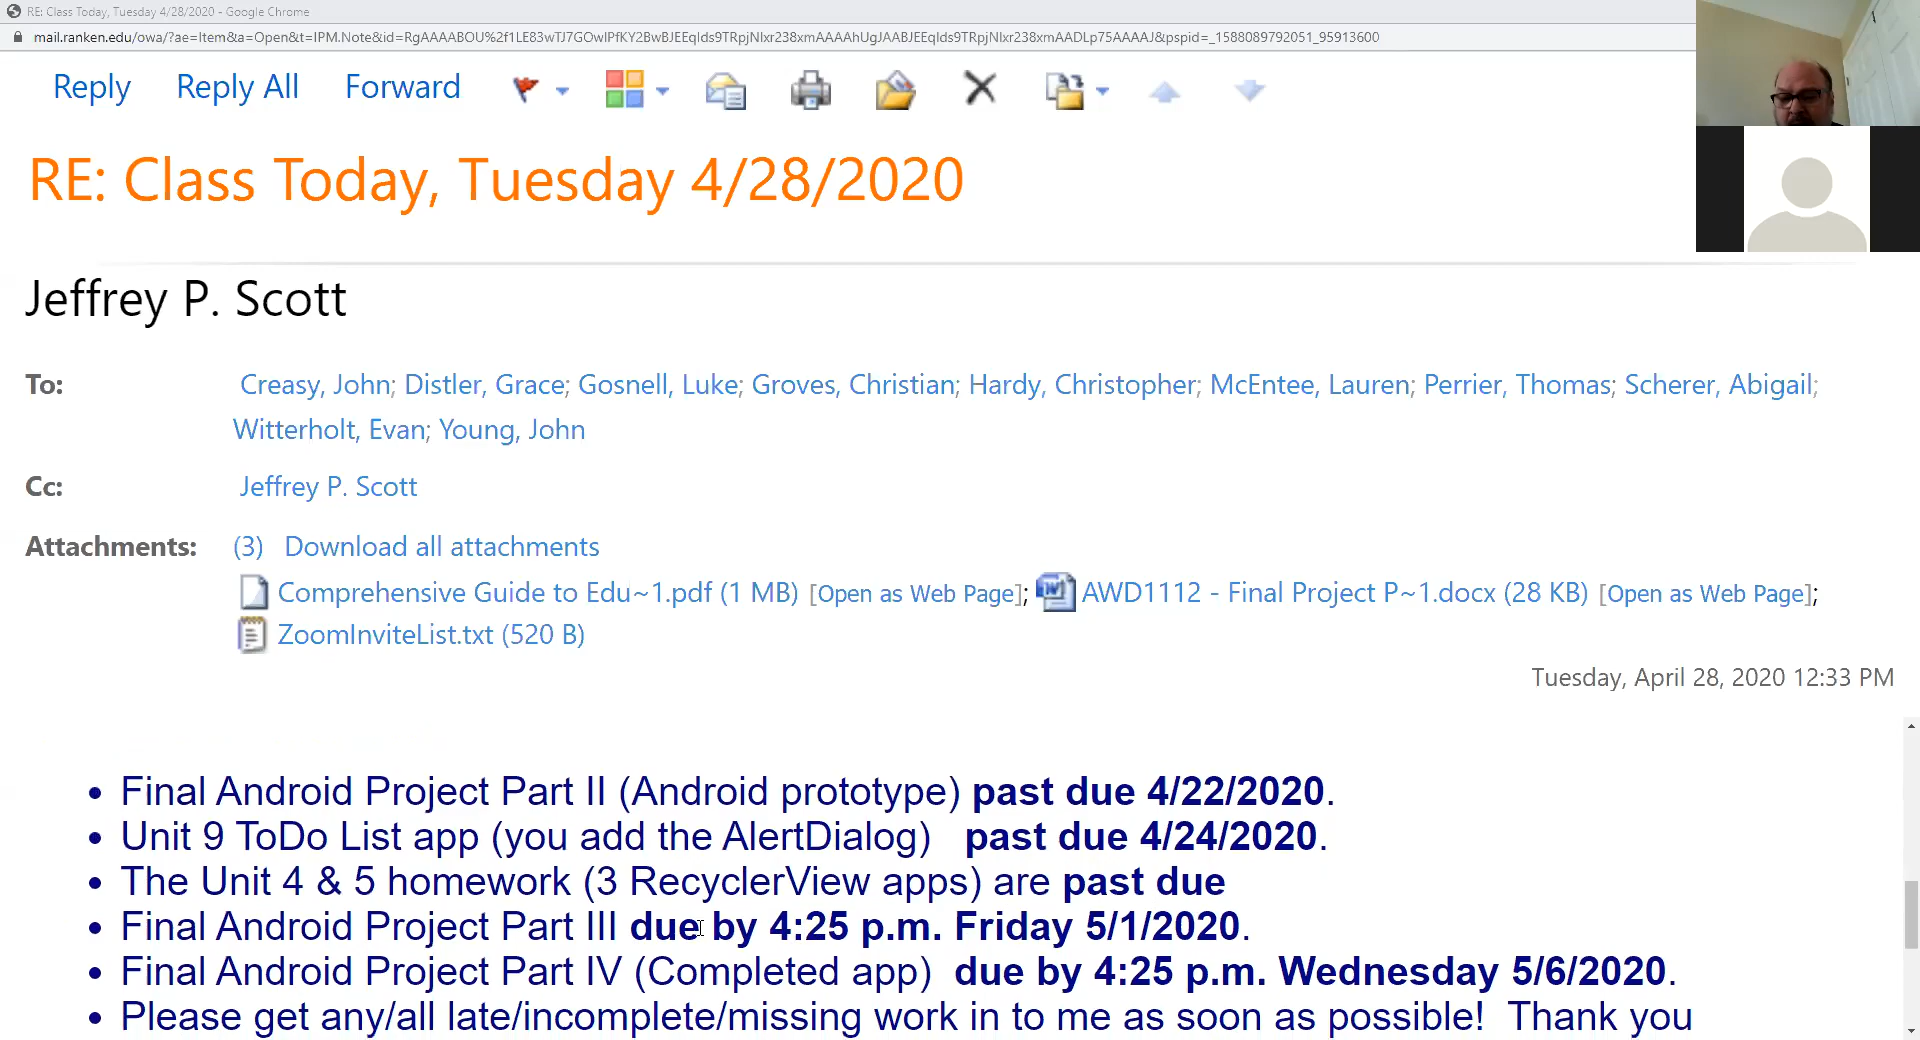 RE: Class Today, Tuesday 4/28/2020 - Google Chrome
mail.ranken.edu/owa/?ae=Item&a=Open&t=IPM.Note&id=RgAAAABOU%2f1LE83wTJ7GOwIPfKY2BwBJEEqIds9TRpjNlxr238xmAAAAhUgJAABJEEqIds9TRpjNlxr238xmAADLp75AAAAJ&pspid=_1588089792051_95913600
Reply Reply All Forward
RE: Class Today, Tuesday 4/28/2020
Jeffrey P. Scott
To: Creasy, John; Distler, Grace; Gosnell, Luke; Groves, Christian; Hardy, Christopher; McEntee, Lauren; Perrier, Thomas; Scherer, Abigail;
Witterholt, Evan; Young, John
Cc: Jeffrey P. Scott
Attachments: (3) Download all attachments
Comprehensive Guide to Edu~1.pdf (1 MB) [Open as Web Page]; AWD1112 - Final Project P~1.docx (28 KB) [Open as Web Page];
ZoomInviteList.txt (520 B)
Tuesday, April 28, 2020 12:33 PM
• Final Android Project Part II (Android prototype) past due 4/22/2020.
• Unit 9 ToDo List app (you add the AlertDialog) past due 4/24/2020.
• The Unit 4 & 5 homework (3 RecyclerView apps) are past due
• Final Android Project Part III due by 4:25 p.m. Friday 5/1/2020.
• Final Android Project Part IV (Completed app) due by 4:25 p.m. Wednesday 5/6/2020.
• Please get any/all late/incomplete/missing work in to me as soon as possible! Thank you